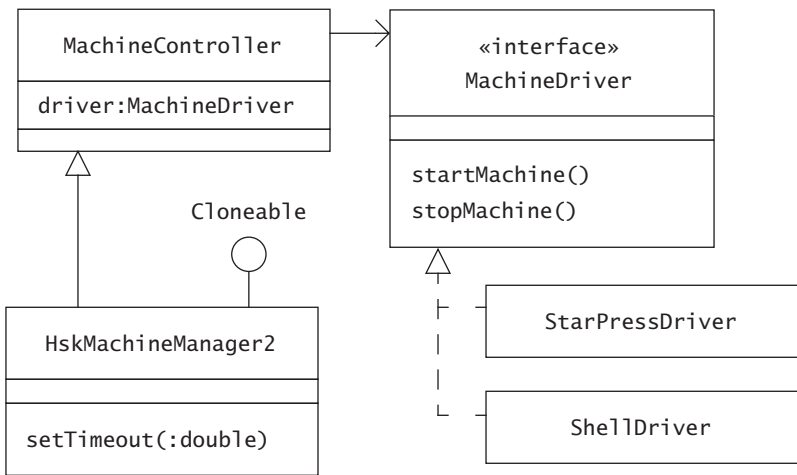 MachineController
driver:MachineDriver
«interface»
MachineDriver
startMachine()
stopMachine()
Cloneable
HskMachineManager2
setTimeout(:double)
StarPressDriver
ShellDriver